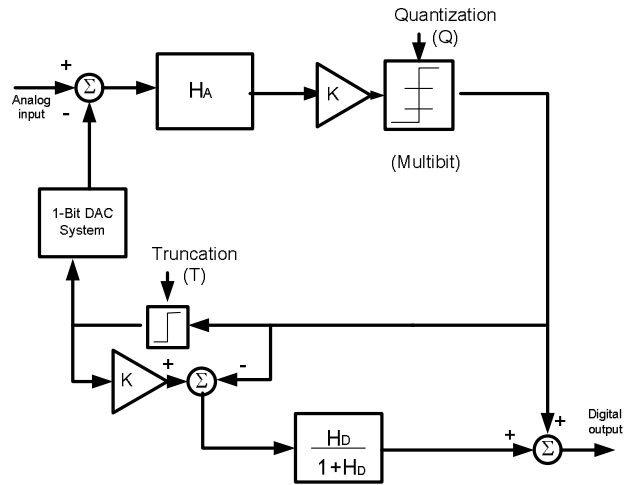 Quantization
(Q)
+
Σ
Analog
input
-
HA
K
(Multibit)
1-Bit DAC
System
Truncation
(T)
K
+
Σ
-
HD
1+HD
+
+
Σ
Digital
output